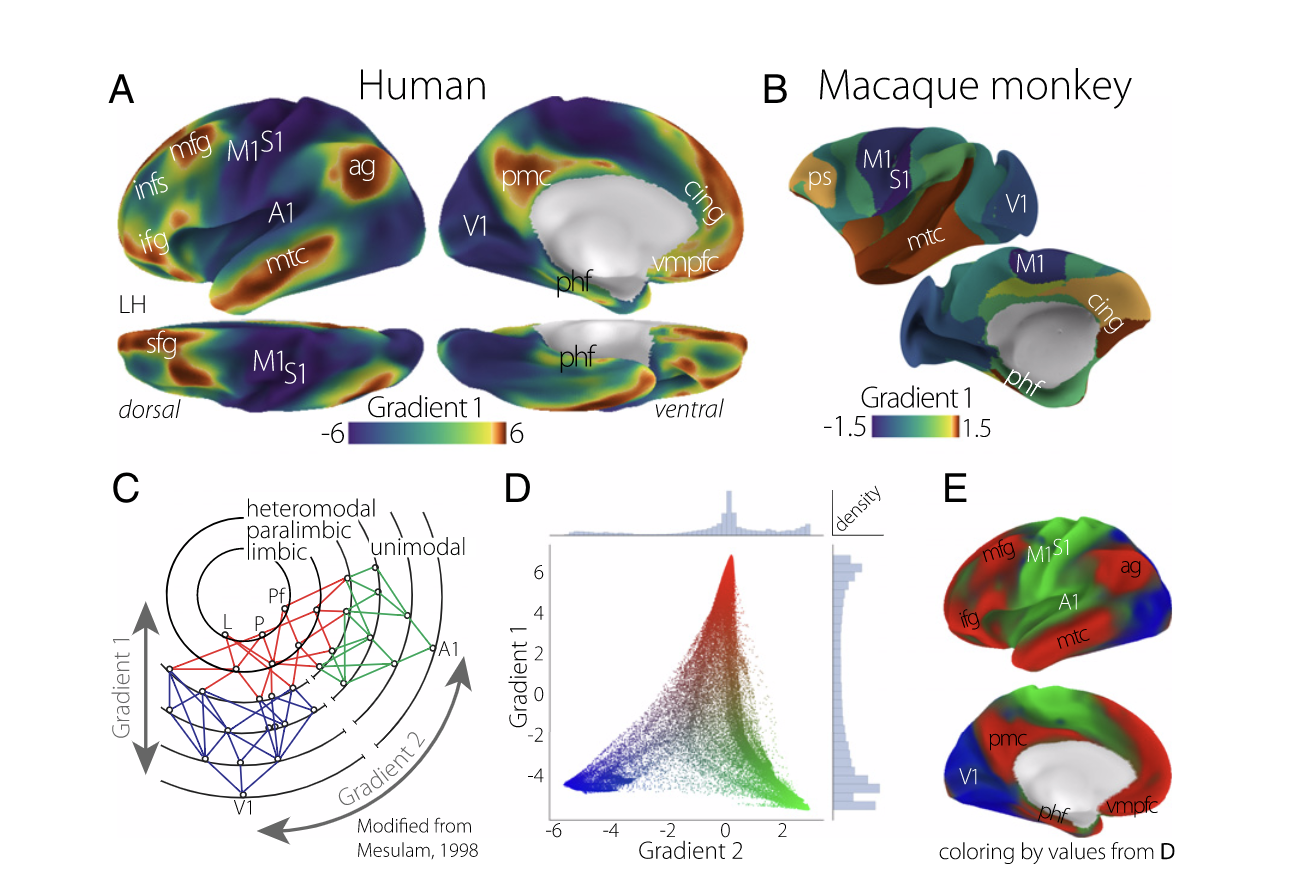 A
Human
mfg
M1
S1
infs
ag
A1
ifg
mtc
LH
pmc
cing
V1
vmpfc
phf
sfg
M1
S1
phf
dorsal
Gradient 1
ventral
-6
6
B
Macaque monkey
ps
M1
S1
V1
mtc
M1
cing
phf
Gradient 1
-1.5
1.5
C
heteromodal
paralimbic
limbic
unimodal
Pf
L
P
A1
Gradient 1
Gradient 2
V1
Modified from
Mesulam, 1998
D
density
Gradient 1
6
4
2
0
-2
-4
-6
-4
-2
0
2
Gradient 2
E
mfg
M1
S1
ag
A1
ifg
mtc
pmc
V1
phf
vmpfc
coloring by values from D